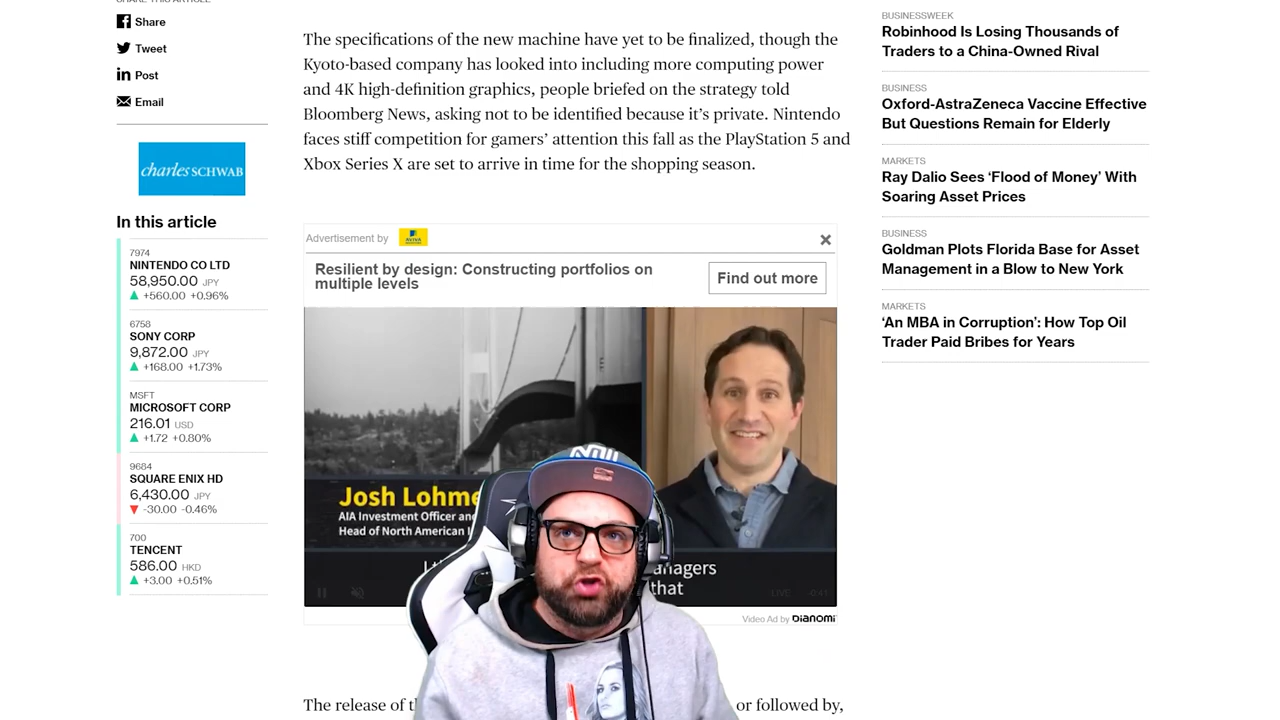 Share
Tweet
Post
Email
charles SCHWAB
In this article
7974
NINTENDO CO LTD
58,950.00 JPY
+560.00 +0.96%
6758
SONY CORP
9,872.00 JPY
+168.00 +1.73%
MSFT
MICROSOFT CORP
216.01 USD
+1.72 +0.80%
9684
SQUARE ENIX HD
6,430.00 JPY
-30.00 -0.46%
700
TENCENT
586.00 HKD
+3.00 +0.51%
The specifications of the new machine have yet to be finalized, though the
Kyoto-based company has looked into including more computing power
and 4K high-definition graphics, people briefed on the strategy told
Bloomberg News, asking not to be identified because it’s private. Nintendo
faces stiff competition for gamers’ attention this fall as the PlayStation 5 and
Xbox Series X are set to arrive in time for the shopping season.
Advertisement by AVIVA
Resilient by design: Constructing portfolios on
multiple levels
Find out more
Josh Lohme
AIA Investment Officer
Head of North American
anagers
that
LIVE
Video Ad by bianomi
The release of or followed by,
BUSINESSWEEK
Robinhood Is Losing Thousands of
Traders to a China-Owned Rival
BUSINESS
Oxford-AstraZeneca Vaccine Effective
But Questions Remain for Elderly
MARKETS
Ray Dalio Sees ‘Flood of Money’ With
Soaring Asset Prices
BUSINESS
Goldman Plots Florida Base for Asset
Management in a Blow to New York
MARKETS
‘An MBA in Corruption’: How Top Oil
Trader Paid Bribes for Years